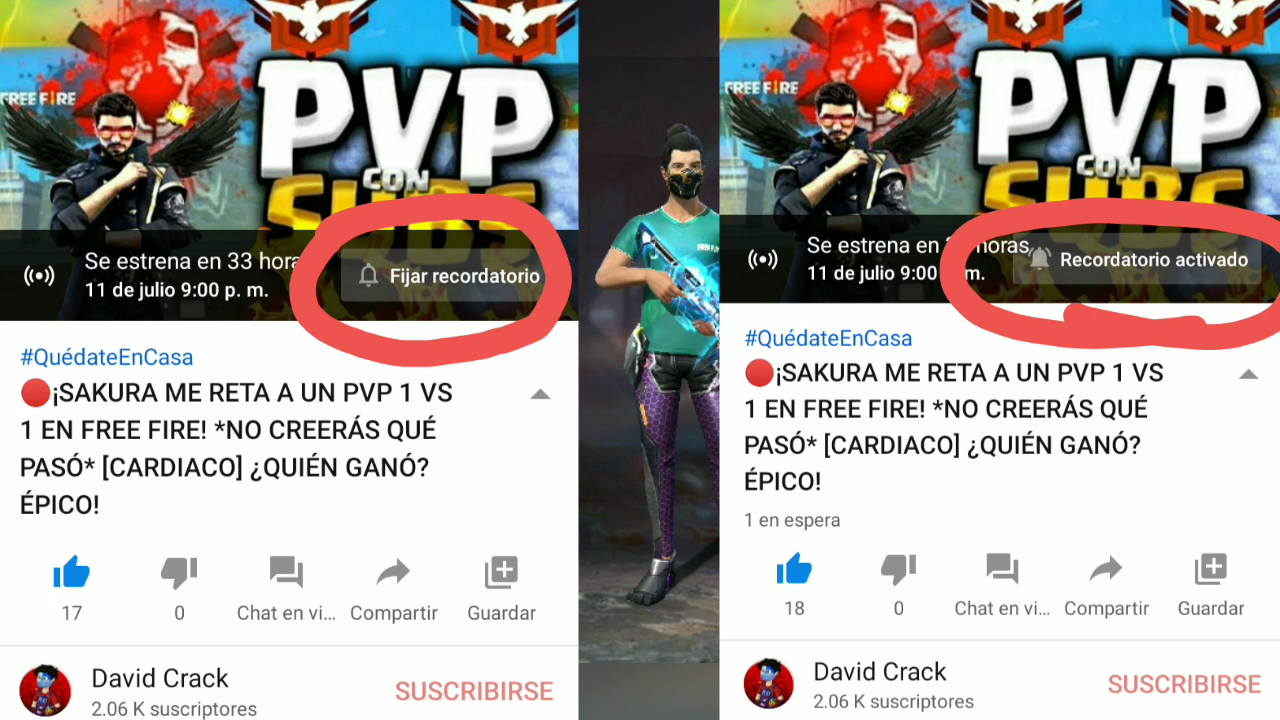 FREE FIRE
PVP
CON
SUBS
Se estrena en 33 hora
11 de julio 9:00 p. m.
Fijar recordatorio
#QuédateEnCasa
🔴¡SAKURA ME RETA A UN PVP 1 VS
1 EN FREE FIRE! *NO CREERÁS QUÉ
PASÓ* [CARDIACO] ¿QUIÉN GANÓ?
ÉPICO!
17
0
Chat en vi...
Compartir
Guardar
David Crack
2.06 K suscriptores
SUSCRIBIRSE
FREE FIRE
PVP
CON
SUBS
Se estrena en horas
11 de julio 9:00 m.
Recordatorio activado
#QuédateEnCasa
🔴¡SAKURA ME RETA A UN PVP 1 VS
1 EN FREE FIRE! *NO CREERÁS QUÉ
PASÓ* [CARDIACO] ¿QUIÉN GANÓ?
ÉPICO!
1 en espera
18
0
Chat en vi...
Compartir
Guardar
David Crack
2.06 K suscriptores
SUSCRIBIRSE